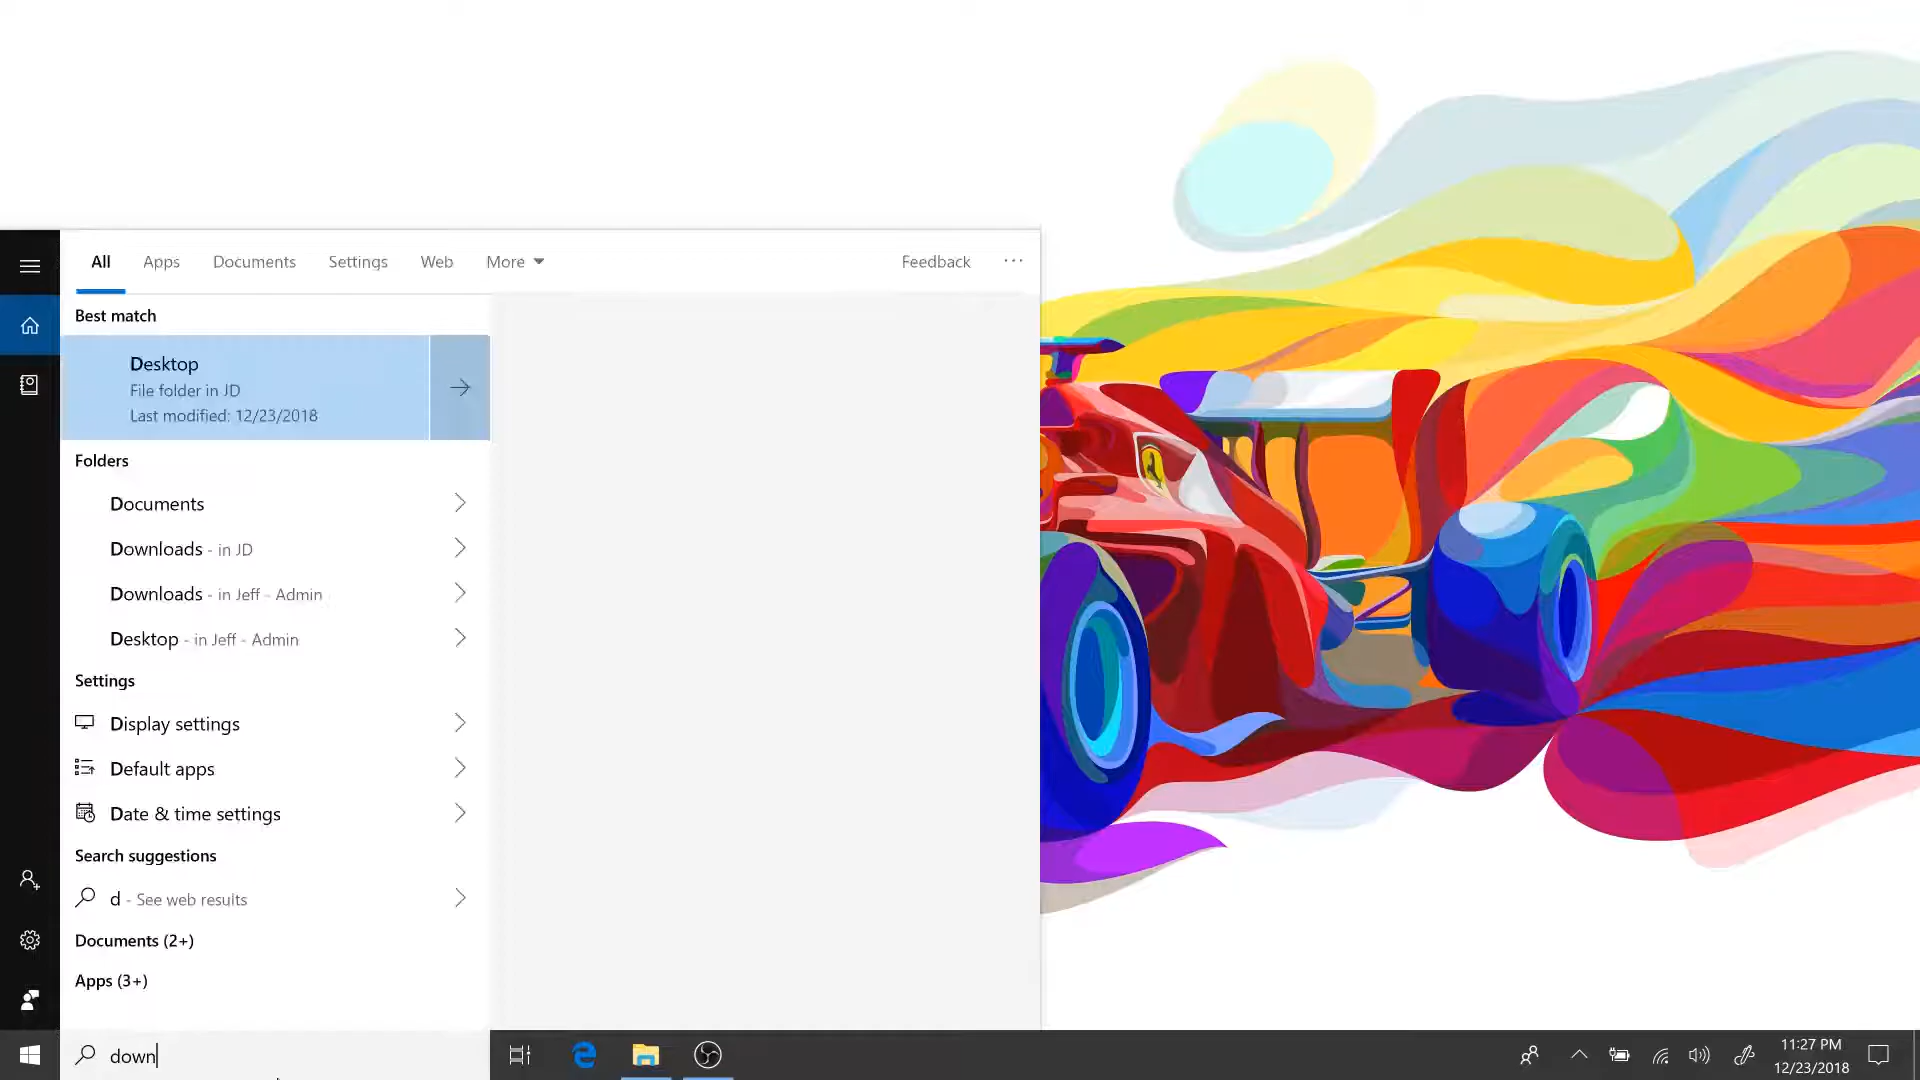 All Apps Documents Settings Web More Feedback ...
Best match
Desktop
File folder in JD
Last modified: 12/23/2018
Folders
Documents
Downloads - in JD
Downloads - in Jeff - Admin
Desktop - in Jeff - Admin
Settings
Display settings
Default apps
Date & time settings
Search suggestions
d - See web results
Documents (2+)
Apps (3+)
down
11:27 PM
12/23/2018